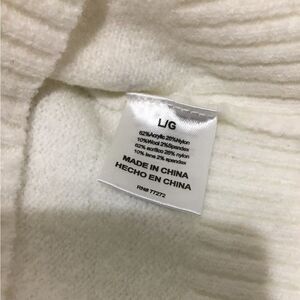 L/G
62%Acrylic 26%Nylon
10%Wool 2%Spandex
62% acrilico 26% nylon
10% lana 2% spandex
MADE IN CHINA
HECHO EN CHINA
RN# 77272